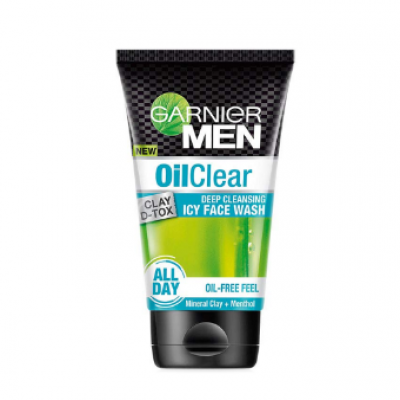 GARNIER
MEN
NEW
OilClear
CLAY
D-TOX
DEEP CLEANSING
ICY FACE WASH
ALL
DAY
OIL-FREE FEEL
Mineral Clay + Menthol